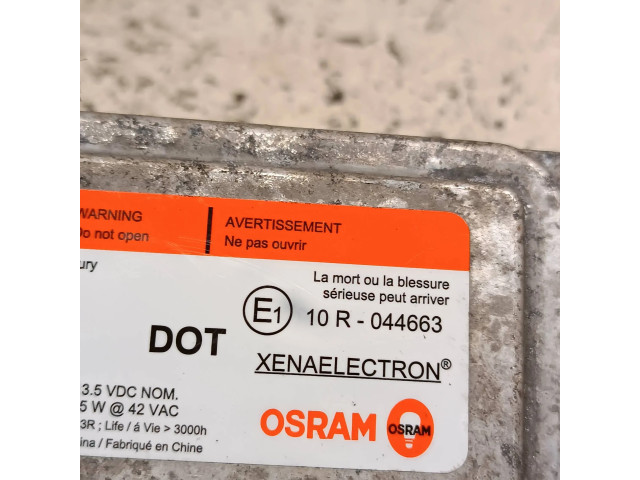 WARNING
Do not open
AVERTISSEMENT
Ne pas ouvrir
ury
La mort ou la blessure
sérieuse peut arriver
E1 10 R - 044663
DOT
XENAELECTRON®
3.5 VDC NOM.
5 W @ 42 VAC
3R ; Life / á Vie > 3000h
ina / Fabriqué en Chine
OSRAM OSRAM